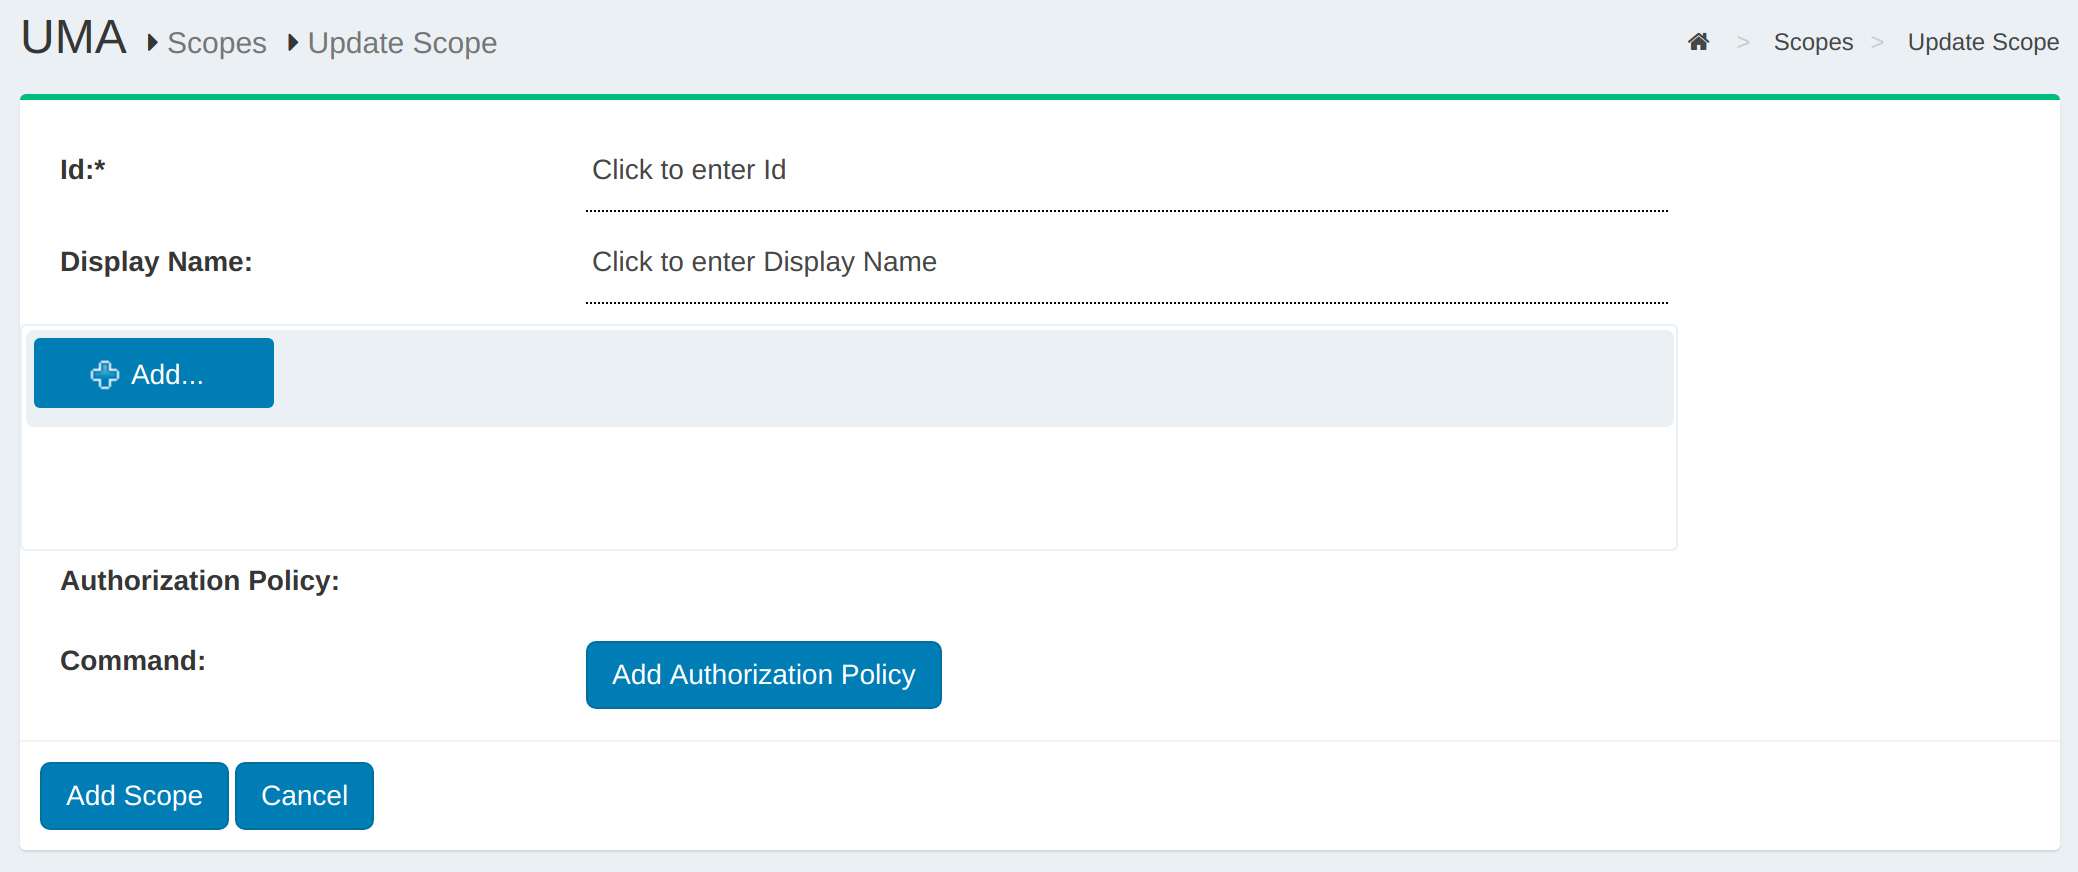 UMA Scopes Update Scope
> Scopes > Update Scope
Id:* Click to enter Id
Display Name: Click to enter Display Name
Add...
Authorization Policy:
Command: Add Authorization Policy
Add Scope Cancel